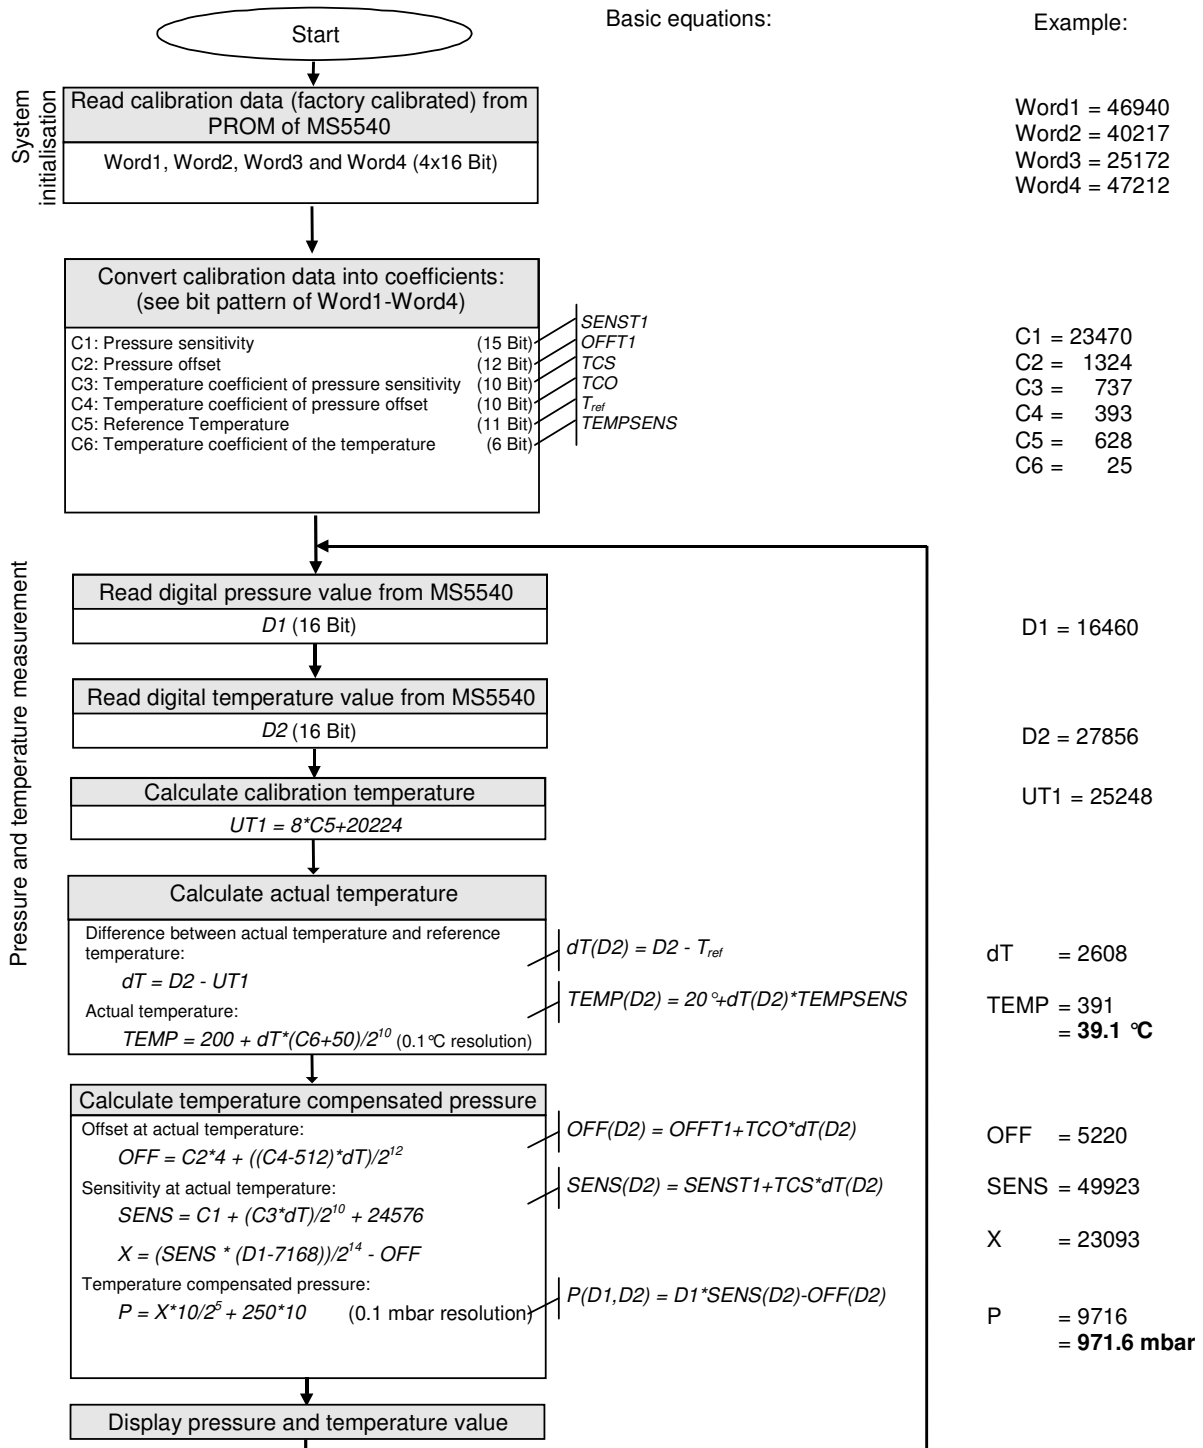 Start
Basic equations:
Example:
System
initialisation
Read calibration data (factory calibrated) from
PROM of MS5540
Word1, Word2, Word3 and Word4 (4x16 Bit)
Word1 = 46940
Word2 = 40217
Word3 = 25172
Word4 = 47212
Convert calibration data into coefficients:
(see bit pattern of Word1-Word4)
C1: Pressure sensitivity (15 Bit) SENST1
C2: Pressure offset (12 Bit) OFFT1
C3: Temperature coefficient of pressure sensitivity (10 Bit) TCS
C4: Temperature coefficient of pressure offset (10 Bit) TCO
C5: Reference Temperature (11 Bit) Tref
C6: Temperature coefficient of the temperature (6 Bit) TEMPSENS
C1 = 23470
C2 = 1324
C3 = 737
C4 = 393
C5 = 628
C6 = 25
Pressure and temperature measurement
Read digital pressure value from MS5540
D1 (16 Bit)
D1 = 16460
Read digital temperature value from MS5540
D2 (16 Bit)
D2 = 27856
Calculate calibration temperature
UT1 = 8*C5+20224
UT1 = 25248
Calculate actual temperature
Difference between actual temperature and reference
temperature:
dT = D2 - UT1
dT(D2) = D2 - Tref
dT = 2608
Actual temperature:
TEMP = 200 + dT*(C6+50)/2^10 (0.1°C resolution)
TEMP(D2) = 20°+dT(D2)*TEMPSENS
TEMP = 391
= 39.1 °C
Calculate temperature compensated pressure
Offset at actual temperature:
OFF = C2*4 + ((C4-512)*dT)/2^12
OFF(D2) = OFFT1+TCO*dT(D2)
OFF = 5220
Sensitivity at actual temperature:
SENS = C1 + (C3*dT)/2^10 + 24576
SENS(D2) = SENST1+TCS*dT(D2)
SENS = 49923
X = (SENS * (D1-7168))/2^14 - OFF
X = 23093
Temperature compensated pressure:
P = X*10/2^5 + 250*10 (0.1 mbar resolution)
P(D1,D2) = D1*SENS(D2)-OFF(D2)
P = 9716
= 971.6 mbar
Display pressure and temperature value